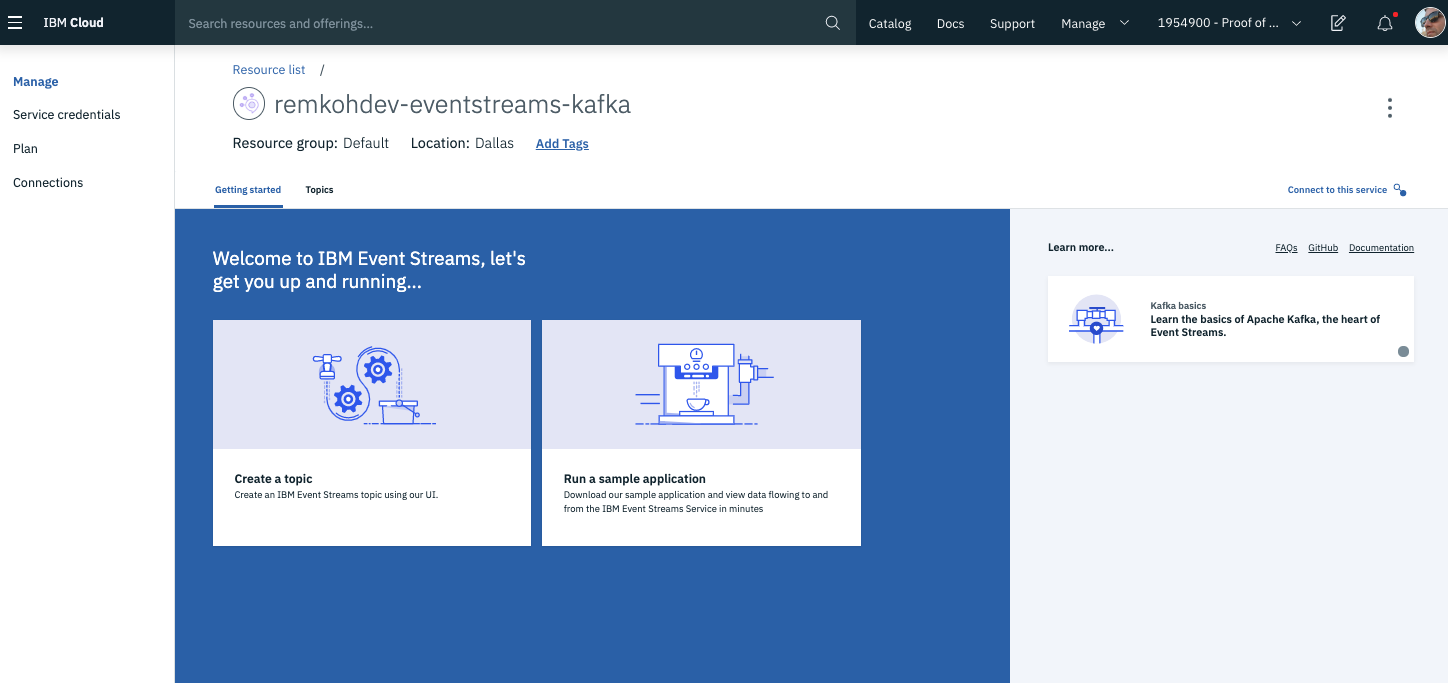 IBM Cloud
Search resources and offerings...
Catalog
Docs
Support
Manage
1954900 - Proof of ...
Manage
Service credentials
Plan
Connections
Resource list /
remkohdev-eventstreams-kafka
Resource group: Default Location: Dallas Add Tags
Getting started
Topics
Connect to this service
Welcome to IBM Event Streams, let's
get you up and running...
Create a topic
Create an IBM Event Streams topic using our UI.
Run a sample application
Download our sample application and view data flowing to and
from the IBM Event Streams Service in minutes
Learn more...
FAQs
GitHub
Documentation
Kafka basics
Learn the basics of Apache Kafka, the heart of
Event Streams.